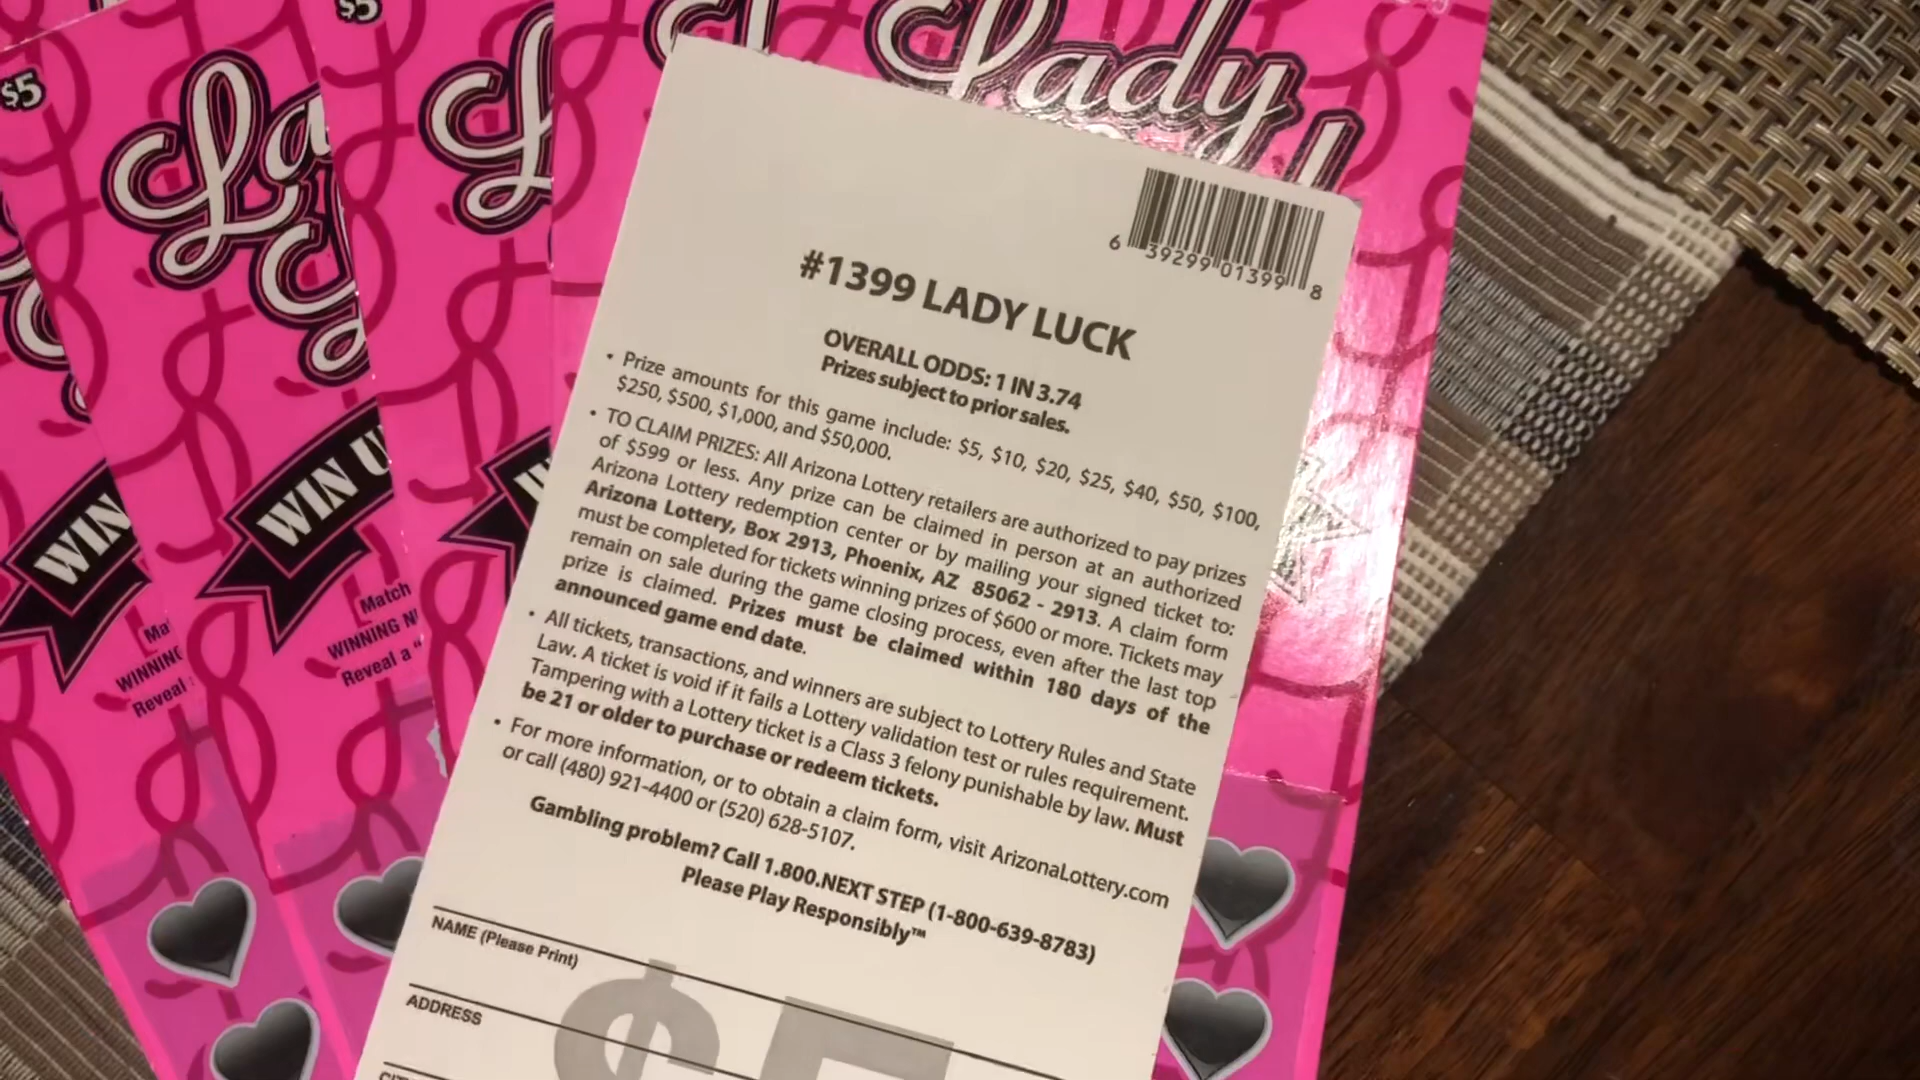 $5
$5
La
L
Lady
WIN
WIN U
W
Match
WINNING
Reveal a "
WINNING
Reveal
6 39299 01399 8
#1399 LADY LUCK
OVERALL ODDS: 1 IN 3.74
Prizes subject to prior sales.
• Prize amounts for this game include: $5, $10, $20, $25, $40, $50, $100,
$250, $500, $1,000, and $50,000.
• TO CLAIM PRIZES: All Arizona Lottery retailers are authorized to pay prizes
of $599 or less. Any prize can be claimed in person at an authorized
Arizona Lottery redemption center or by mailing your signed ticket to:
Arizona Lottery, Box 2913, Phoenix, AZ 85062 - 2913. A claim form
must be completed for tickets winning prizes of $600 or more. Tickets may
remain on sale during the game closing process, even after the last top
prize is claimed. Prizes must be claimed within 180 days of the
announced game end date.
• All tickets, transactions, and winners are subject to Lottery Rules and State
Law. A ticket is void if it fails a Lottery validation test or rules requirement.
Tampering with a Lottery ticket is a Class 3 felony punishable by law. Must
be 21 or older to purchase or redeem tickets.
• For more information, or to obtain a claim form, visit ArizonaLottery.com
or call (480) 921-4400 or (520) 628-5107.
Gambling problem? Call 1.800.NEXT STEP (1-800-639-8783)
Please Play Responsibly™
NAME (Please Print)
ADDRESS
$5